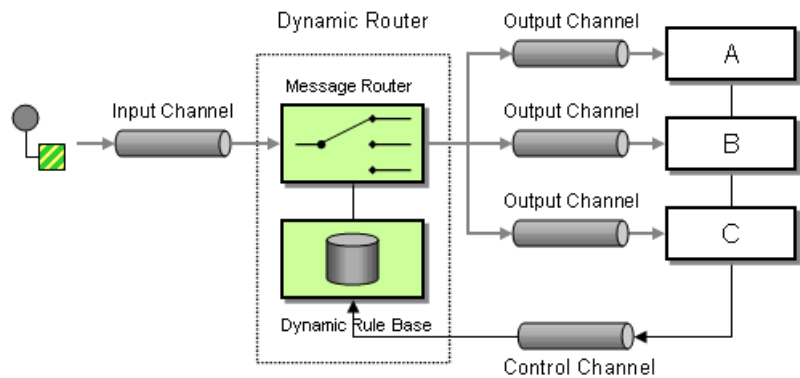 Dynamic Router
Output Channel
A
Message Router
Input Channel
Output Channel
B
Output Channel
C
Dynamic Rule Base
Control Channel